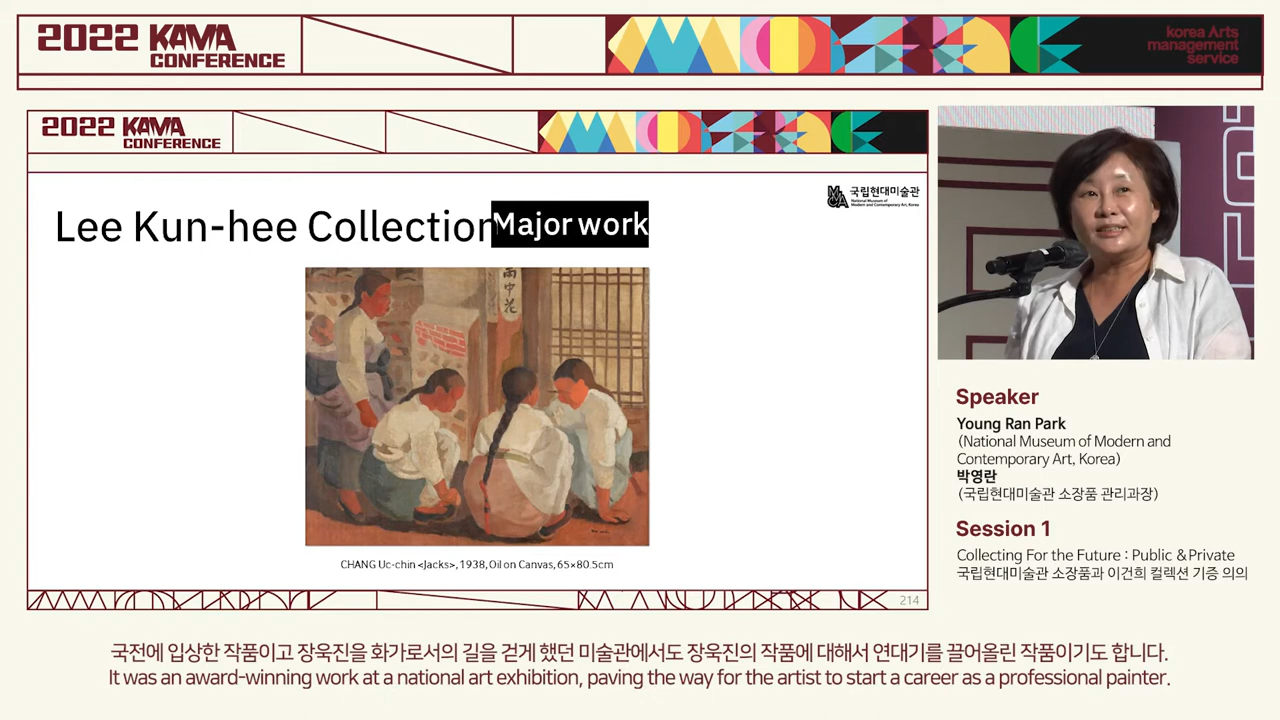 2022 KAMA
CONFERENCE
korea Arts
management
service
2022 KAMA
CONFERENCE
국립현대미술관
National Museum of
Modern and Contemporary Art, Korea
Lee Kun-hee Collection Major work
雨中花
CHANG Uc-chin <Jacks>, 1938, Oil on Canvas, 65×80.5cm
214
Speaker
Young Ran Park
(National Museum of Modern and
Contemporary Art, Korea)
박영란
(국립현대미술관 소장품 관리과장)
Session 1
Collecting For the Future : Public & Private
국립현대미술관 소장품과 이건희 컬렉션 기증 의의
국전에 입상한 작품이고 장욱진을 화가로서의 길을 걷게 했던 미술관에서도 장욱진의 작품에 대해서 연대기를 끌어올린 작품이기도 합니다.
It was an award-winning work at a national art exhibition, paving the way for the artist to start a career as a professional painter.